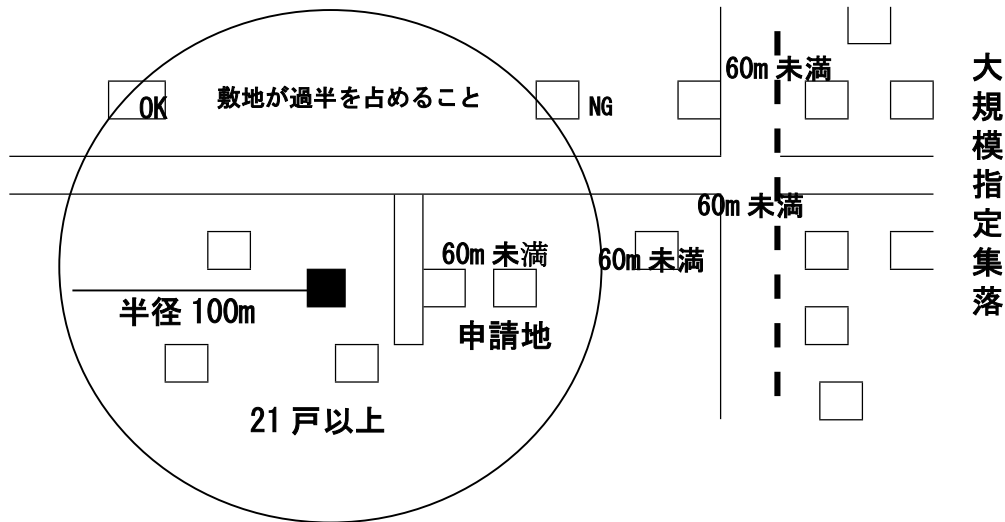 60m 未満
OK
敷地が過半を占めること
NG
60m 未満
60m 未満
60m 未満
半径 100m
申請地
21 戸以上
大規模指定集落